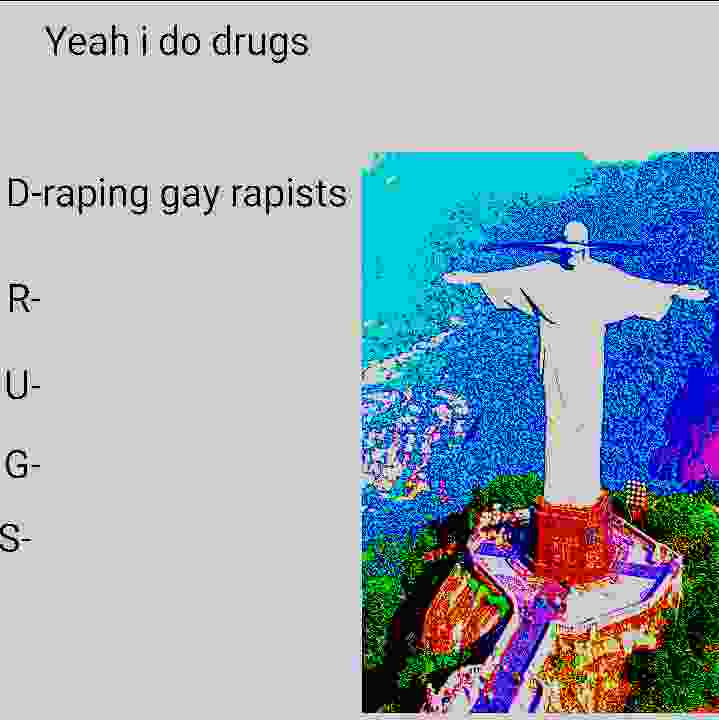 Yeah i do drugs
D-raping gay rapists
R-
U-
G-
S-